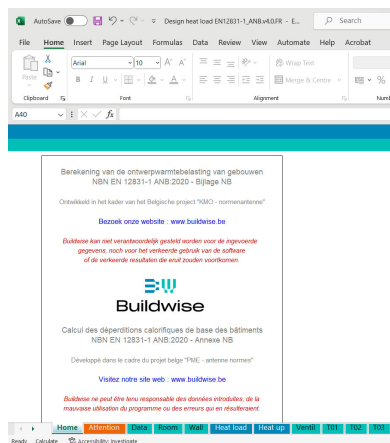 AutoSave Off Design heat load EN12831-1_ANB.v4.0.FR - E... Search
File Home Insert Page Layout Formulas Data Review View Automate Help Acrobat
Paste Arial 10 A^ A˅ Wrap Text
B I U A Merge & Centre %
Clipboard Font Alignment Numb
A40 fx
Berekening van de ontwerpwarmtebelasting van gebouwen
NBN EN 12831-1 ANB:2020 - Bijlage NB
Ontwikkeld in het kader van het Belgische project "KMO - normenantenne"
Bezoek onze website : www.buildwise.be
Buildwise kan niet verantwoordelijk gesteld worden voor de ingevoerde
gegevens, noch voor het verkeerde gebruik van de software
of de verkeerde resultaten die eruit zouden voortkomen.
Buildwise
Calcul des déperditions calorifiques de base des bâtiments
NBN EN 12831-1 ANB:2020 - Annexe NB
Développé dans le cadre du projet belge "PME - antenne normes"
Visitez notre site web : www.buildwise.be
Buildwise ne peut être tenu responsable des données introduites, de la
mauvaise utilisation du programme ou des erreurs qui en résulteraient.
Home Attention Data Room Wall Heat load Heat up Ventil T01 T02 T03
Ready Calculate Accessibility: Investigate